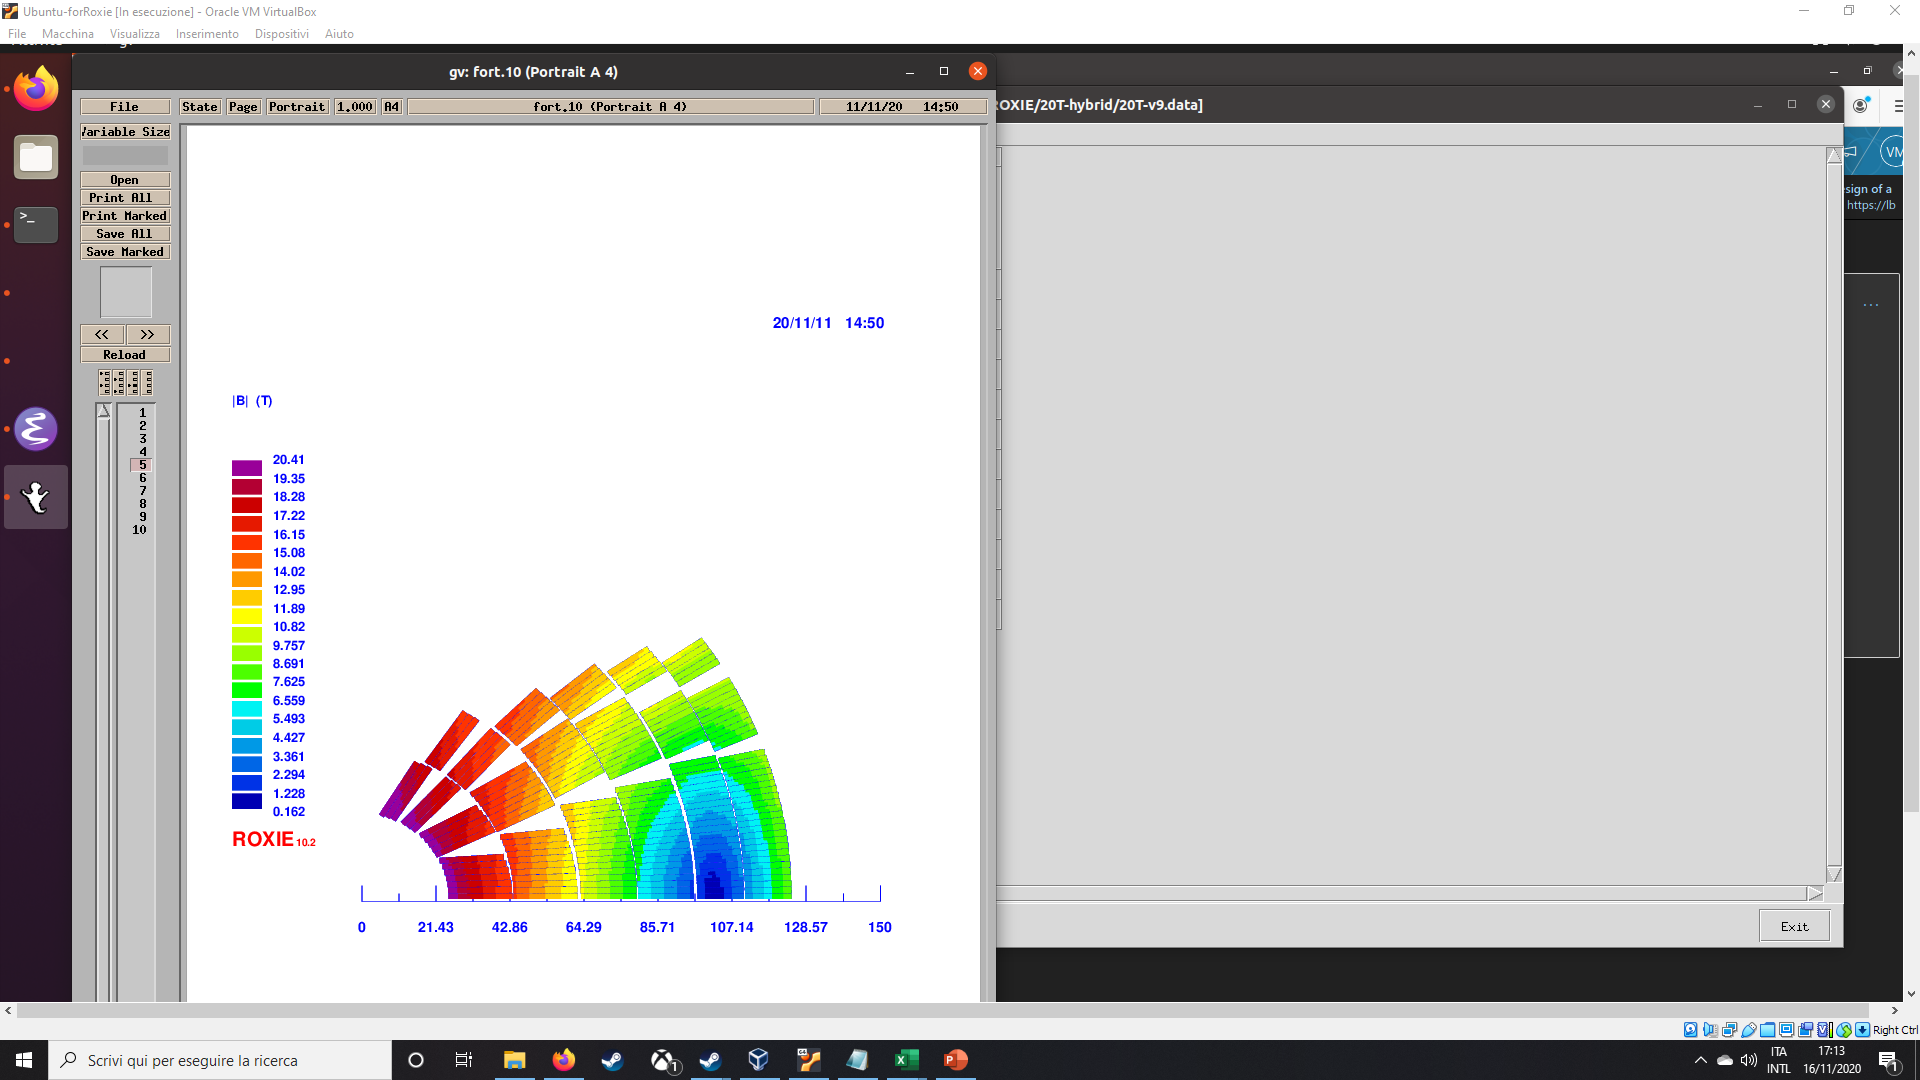 Ubuntu-forRoxie [In esecuzione] - Oracle VM VirtualBox
File Macchina Visualizza Inserimento Dispositivi Aiuto
gv: fort.10 (Portrait A 4)
File State Page Portrait 1.000 A4 fort.10 (Portrait A 4) 11/11/20 14:50
ROXIE/20T-hybrid/20T-v9.data]
Variable Size
Open
Print All
Print Marked
Save All
Save Marked
<< >>
Reload
1
2
3
4
5
6
7
8
9
10
20/11/11 14:50
|B| (T)
20.41
19.35
18.28
17.22
16.15
15.08
14.02
12.95
11.89
10.82
9.757
8.691
7.625
6.559
5.493
4.427
3.361
2.294
1.228
0.162
ROXIE 10.2
0 21.43 42.86 64.29 85.71 107.14 128.57 150
VM
sign of a
https://lb
...
Exit
Right Ctrl
Scrivi qui per eseguire la ricerca
1
ITA
INTL
17:13
16/11/2020
1